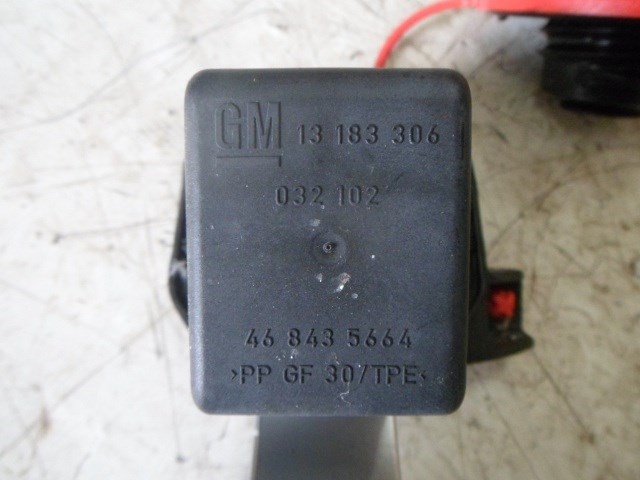 GM 13 183 306
032 102
46 843 5664
>PP GF 30/TPE<